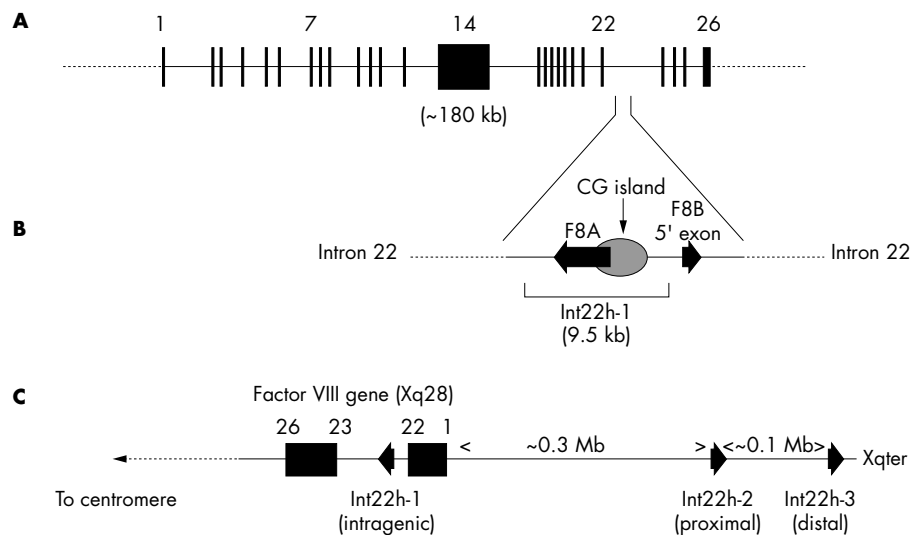 A
1 7 14 22 26
(~180 kb)
CG island
F8B
B
F8A 5' exon
Intron 22 Intron 22
Int22h-1
(9.5 kb)
C
Factor VIII gene (Xq28)
26 23 22 1
< ~0.3 Mb > <~0.1 Mb>
Xqter
To centromere
Int22h-1 Int22h-2 Int22h-3
(intragenic) (proximal) (distal)